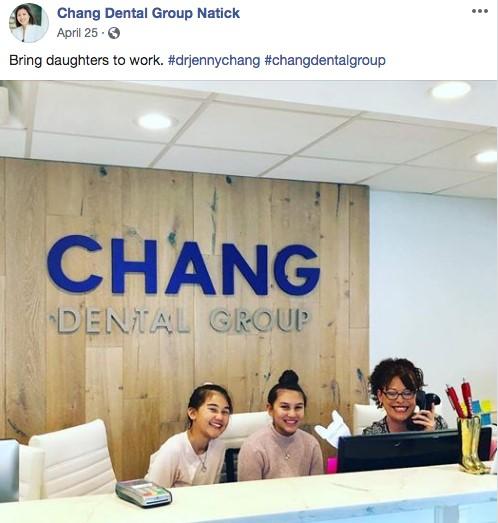 Chang Dental Group Natick
April 25
Bring daughters to work. #drjennychang #changdentalgroup
CHANG
DENTAL GROUP